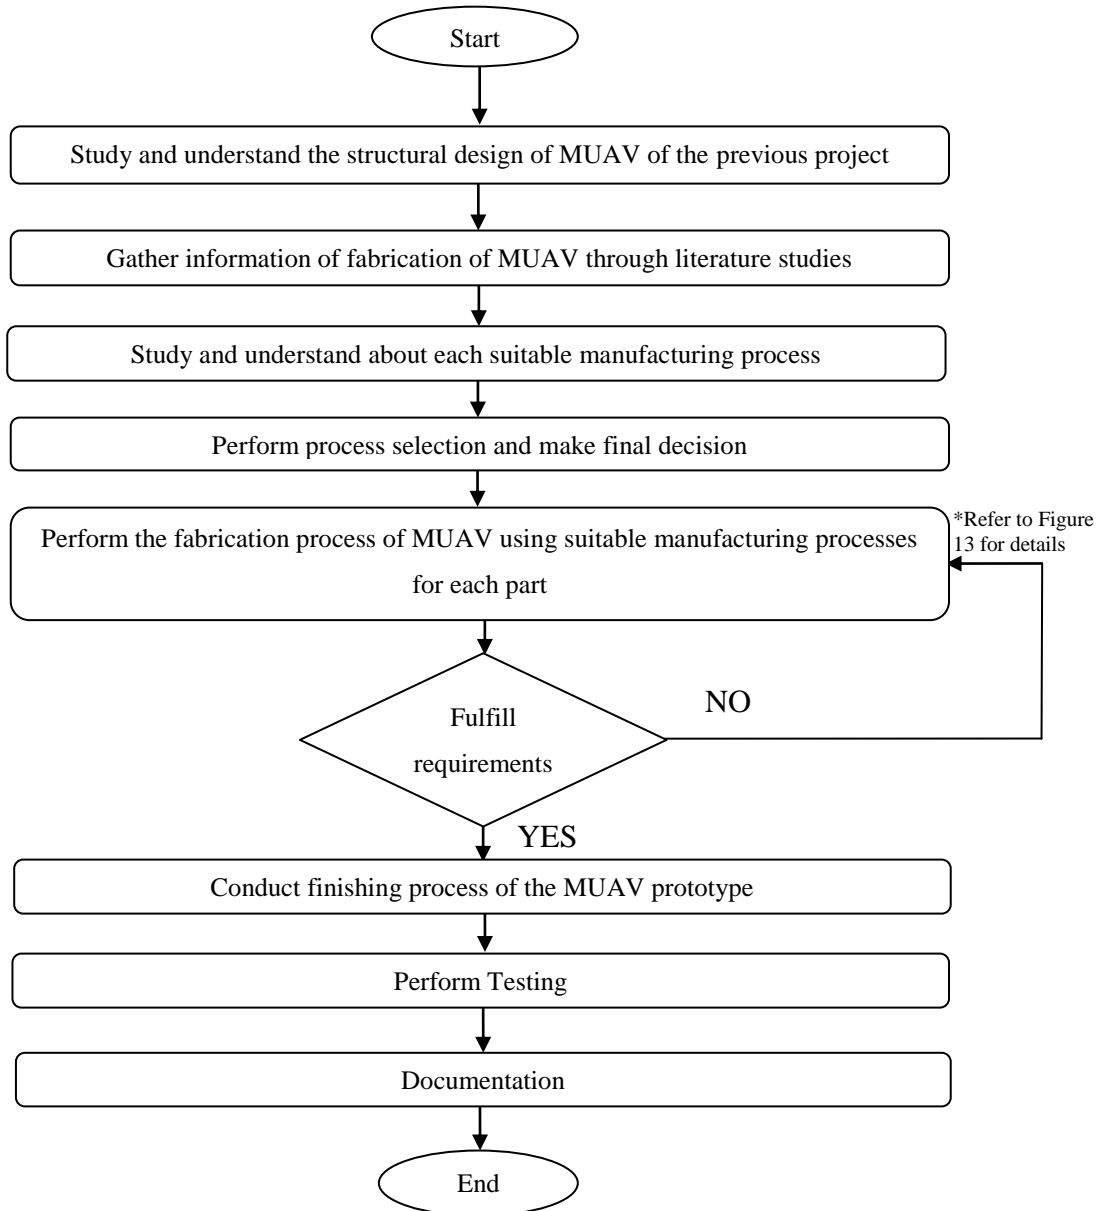 Start
Study and understand the structural design of MUAV of the previous project
Gather information of fabrication of MUAV through literature studies
Study and understand about each suitable manufacturing process
Perform process selection and make final decision
Perform the fabrication process of MUAV using suitable manufacturing processes
for each part
*Refer to Figure
13 for details
Fulfill
requirements
NO
YES
Conduct finishing process of the MUAV prototype
Perform Testing
Documentation
End